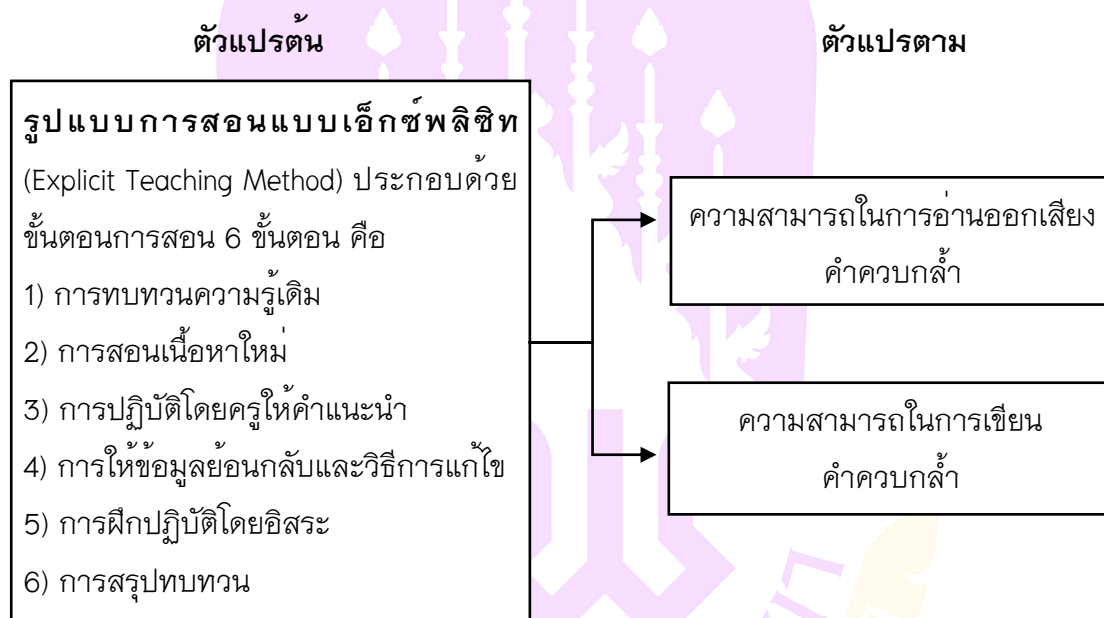 ตัวแปรต้น
ตัวแปรตาม
รูปแบบการสอนแบบเอ็กซ์พลิซิท
(Explicit Teaching Method) ประกอบด้วย
ขั้นตอนการสอน 6 ขั้นตอน คือ
1) การทบทวนความรู้เดิม
2) การสอนเนื้อหาใหม่
3) การปฏิบัติโดยครูให้คำแนะนำ
4) การให้ข้อมูลย้อนกลับและวิธีการแก้ไข
5) การฝึกปฏิบัติโดยอิสระ
6) การสรุปทบทวน
ความสามารถในการอ่านออกเสียง
คำควบกล้ำ
ความสามารถในการเขียน
คำควบกล้ำ